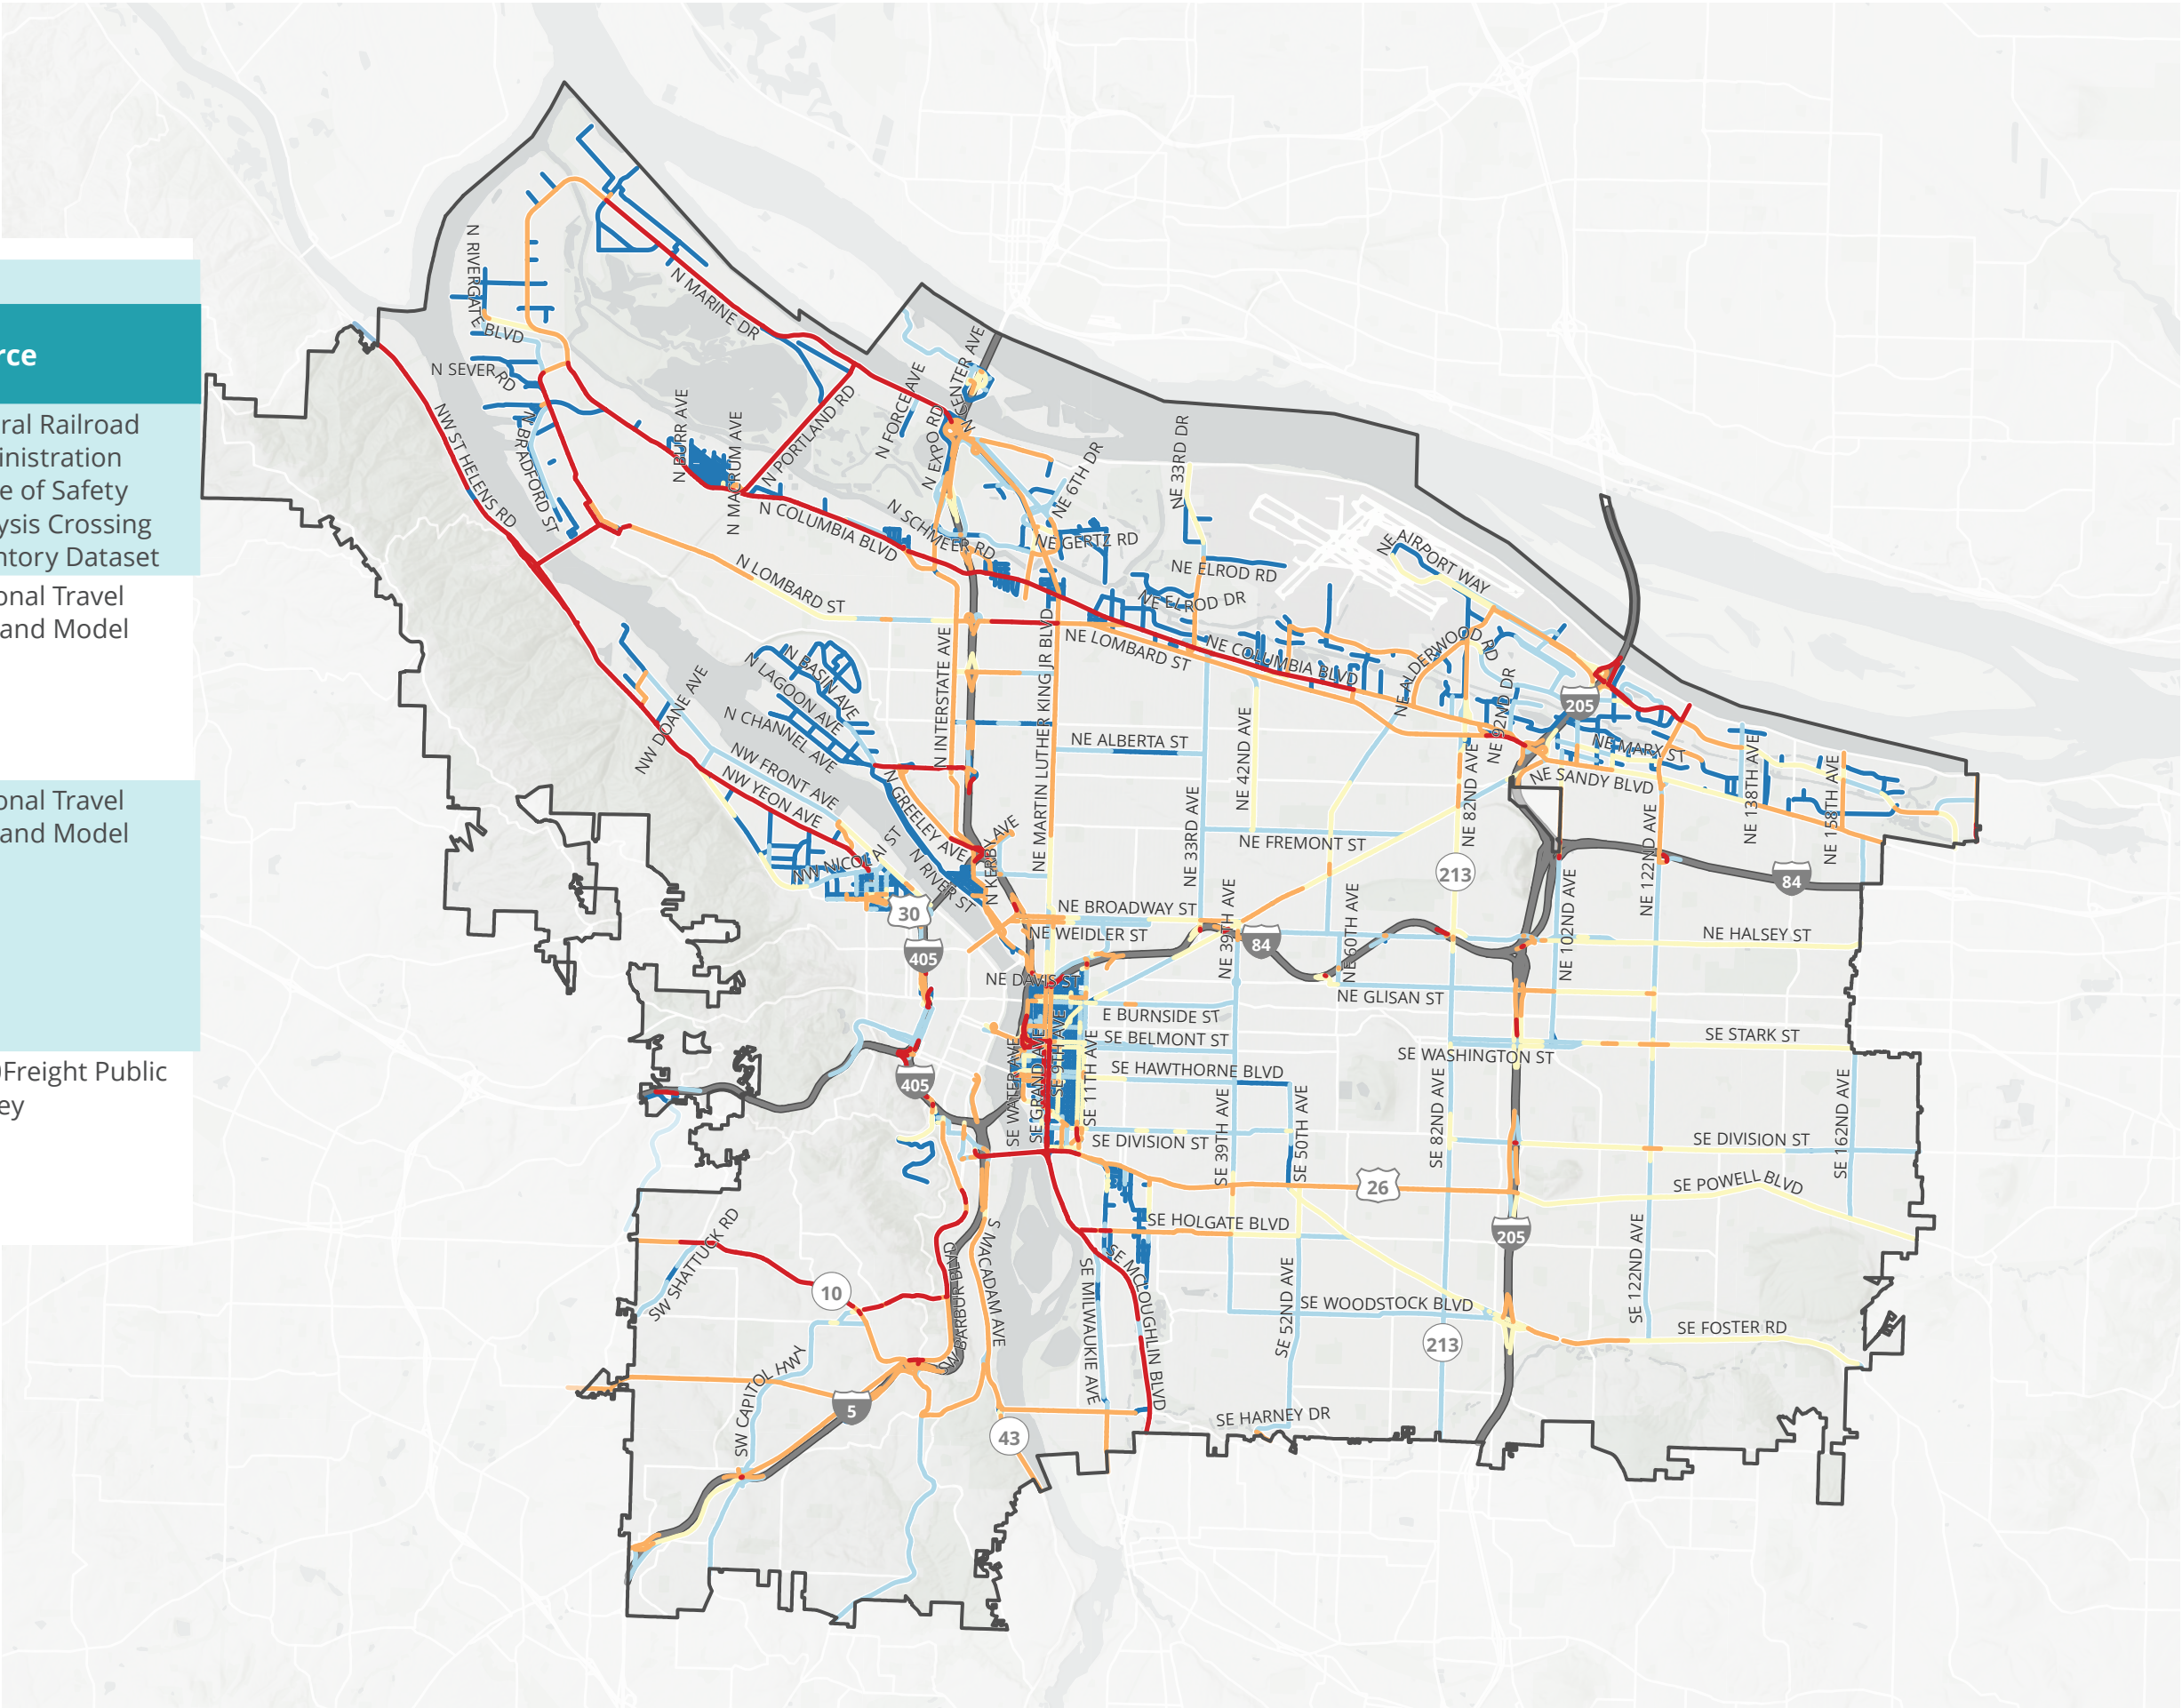 rce
ral Railroad
inistration
e of Safety
ysis Crossing
ntory Dataset
onal Travel
and Model
onal Travel
and Model
Freight Public
ey
N RIVERGATE BLVD
N SEVER RD
N MARINE DR
N BRADFORD ST
NW ST HELENS RD
N BURR AVE
N MACRUM AVE
N PORTLAND RD
N FORCE AVE
N EXPO RD
N CENTER AVE
N COLUMBIA BLVD
N SCHMEER RD
NE 6TH DR
NE GERTZ RD
NE 33RD DR
NE ELROD RD
NE ELROD DR
NE AIRPORT WAY
N LOMBARD ST
NE LOMBARD ST
NE COLUMBIA BLVD
NE ALDERWOOD RD
NE 92ND DR
205
N BASIN AVE
N LAGOON AVE
N CHANNEL AVE
NW DOANE AVE
NW FRONT AVE
NW YEON AVE
NW NICOLAI ST
N INTERSTATE AVE
NE MARTIN LUTHER KING JR BLVD
NE ALBERTA ST
NE 42ND AVE
NE 33RD AVE
NE 82ND AVE
NE MARX ST
NE SANDY BLVD
NE 138TH AVE
NE 158TH AVE
NE 122ND AVE
N GREELEY AVE
N RIVER ST
N KERBY AVE
NE FREMONT ST
213
84
30
405
NE BROADWAY ST
NE WEIDLER ST
NE 39TH AVE
84
NE 60TH AVE
NE 102ND AVE
NE HALSEY ST
NE DAVIS ST
NE GLISAN ST
E BURNSIDE ST
SE BELMONT ST
SE STARK ST
SE WASHINGTON ST
SE HAWTHORNE BLVD
405
SE WATER AVE
SE GRAND AVE
SE 9TH AVE
SE 11TH AVE
SE DIVISION ST
SE 39TH AVE
SE 50TH AVE
SE 82ND AVE
SE DIVISION ST
SE 162ND AVE
26
SE POWELL BLVD
SE HOLGATE BLVD
205
SW SHATTUCK RD
10
SW BARBUR BLVD
S MACADAM AVE
SE MILWAUKIE AVE
SE MCLOUGHLIN BLVD
SE 52ND AVE
SE WOODSTOCK BLVD
SE 122ND AVE
SE FOSTER RD
213
SW CAPITOL HWY
5
43
SE HARNEY DR